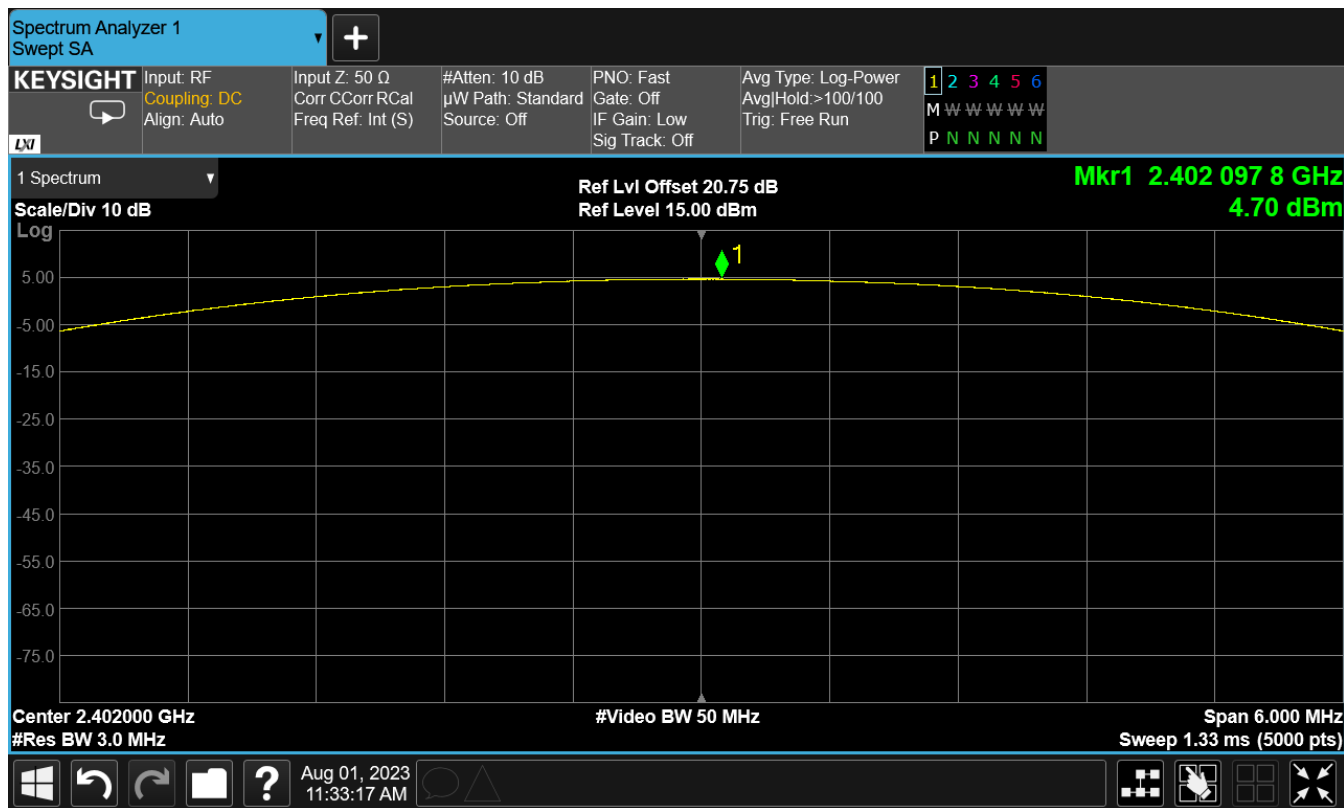 Spectrum Analyzer 1
Swept SA
KEYSIGHT
LXI
Input: RF
Coupling: DC
Align: Auto
Input Z: 50 Ω
Corr CCorr RCal
Freq Ref: Int (S)
#Atten: 10 dB
µW Path: Standard
Source: Off
PNO: Fast
Gate: Off
IF Gain: Low
Sig Track: Off
Avg Type: Log-Power
Avg|Hold:>100/100
Trig: Free Run
1 2 3 4 5 6
M W W W W W
P N N N N N
1 Spectrum
Scale/Div 10 dB
Log
Ref Lvl Offset 20.75 dB
Ref Level 15.00 dBm
Mkr1 2.402 097 8 GHz
4.70 dBm
1
5.00
-5.00
-15.0
-25.0
-35.0
-45.0
-55.0
-65.0
-75.0
Center 2.402000 GHz
#Res BW 3.0 MHz
#Video BW 50 MHz
Span 6.000 MHz
Sweep 1.33 ms (5000 pts)
?
Aug 01, 2023
11:33:17 AM